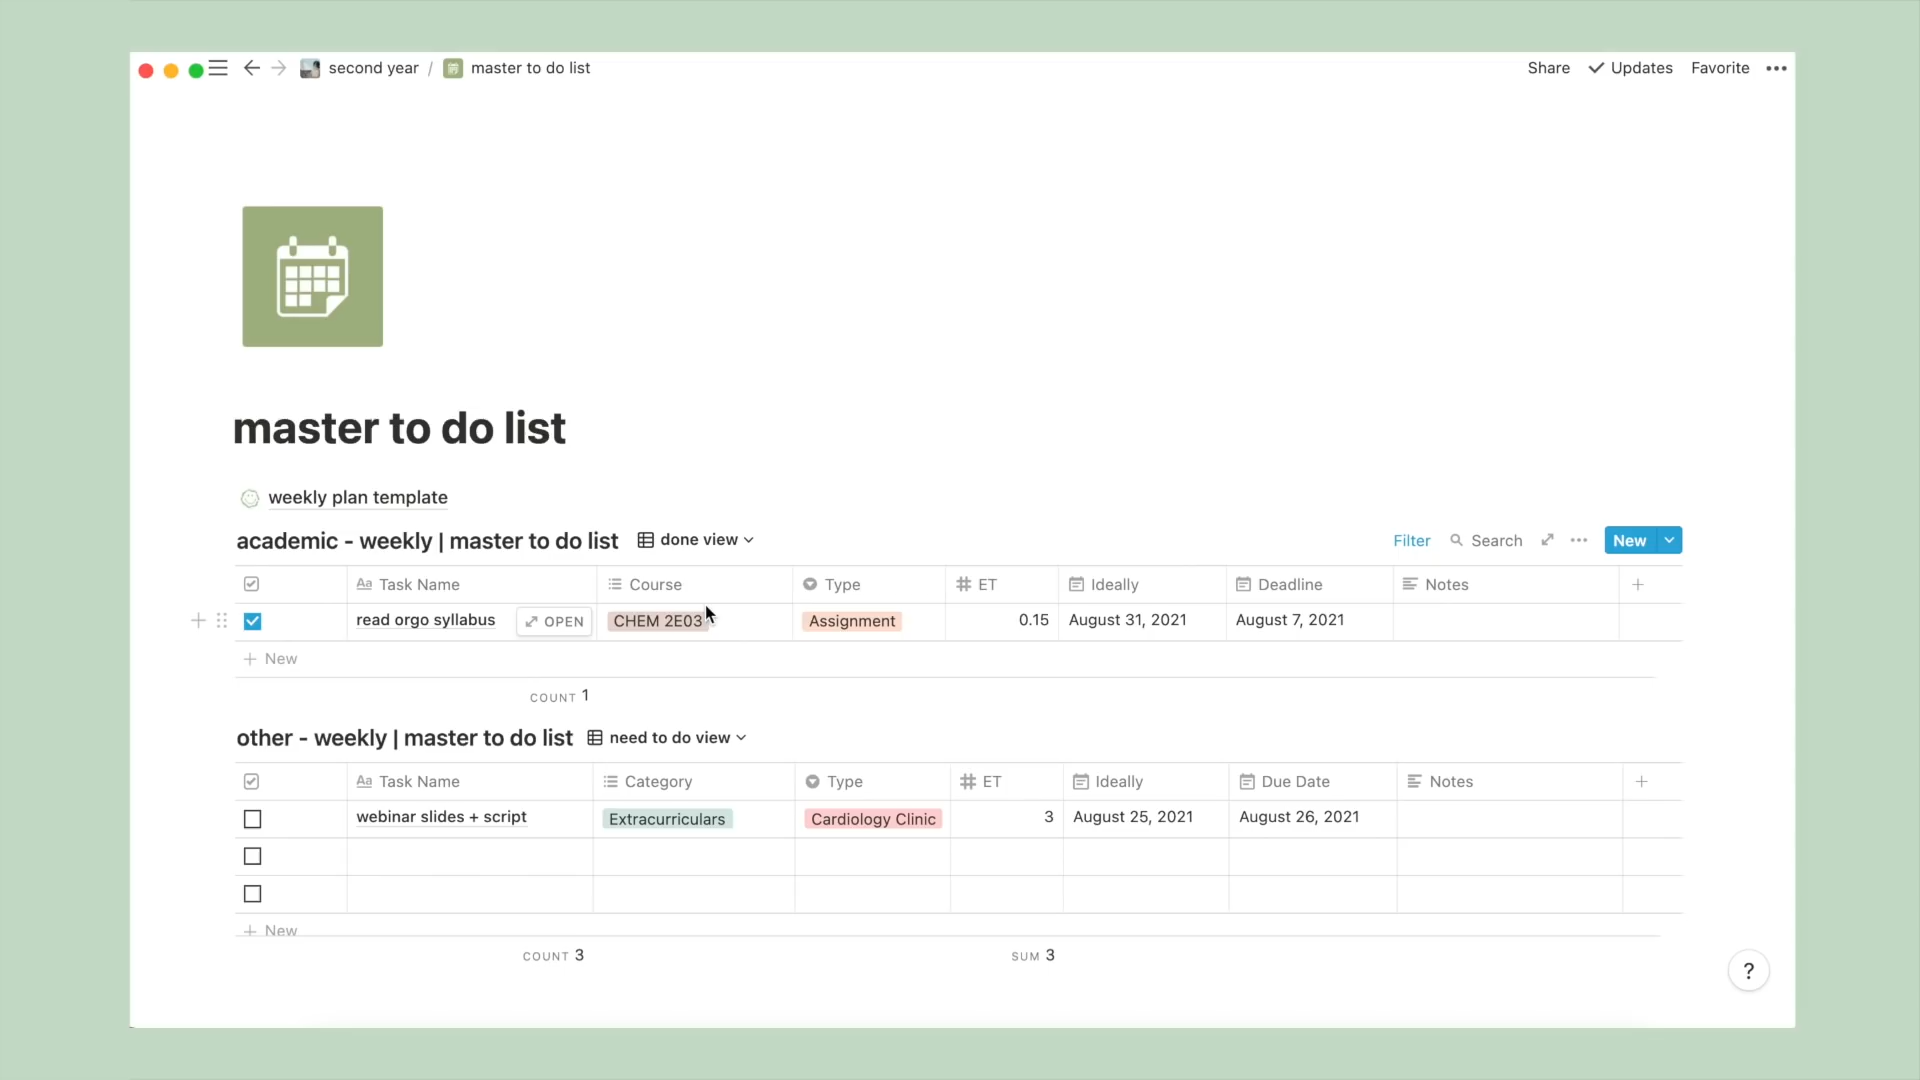 second year / master to do list Share Updates Favorite
master to do list
weekly plan template
academic - weekly | master to do list done view Filter Search New
Aa Task Name Course Type ET Ideally Deadline Notes
read orgo syllabus OPEN CHEM 2E03 Assignment 0.15 August 31, 2021 August 7, 2021
+ New
COUNT 1
other - weekly | master to do list need to do view
Aa Task Name Category Type ET Ideally Due Date Notes
webinar slides + script Extracurriculars Cardiology Clinic 3 August 25, 2021 August 26, 2021
+ New
COUNT 3 SUM 3
?